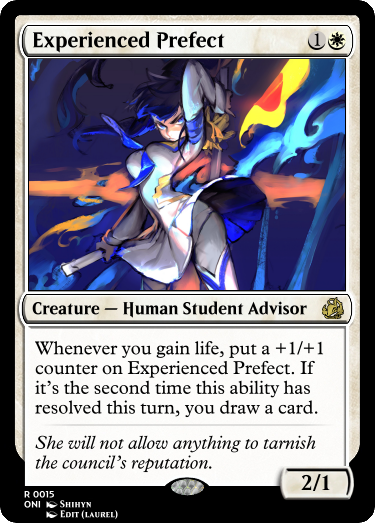 Experienced Prefect 1
Creature — Human Student Advisor
Whenever you gain life, put a +1/+1
counter on Experienced Prefect. If
it's the second time this ability has
resolved this turn, you draw a card.
She will not allow anything to tarnish
the council's reputation.
2/1
R 0015
ONI Shihyn
Edit (laurel)